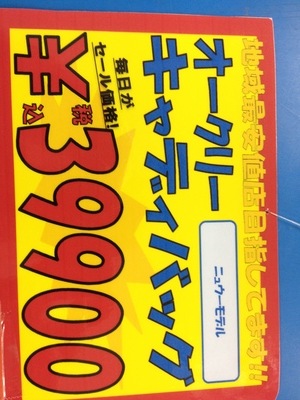 地域最安値店目指してます!!
オークリー
キャディバッグ
ニュウーモデル
毎日が
セール価格!
¥39900
税込